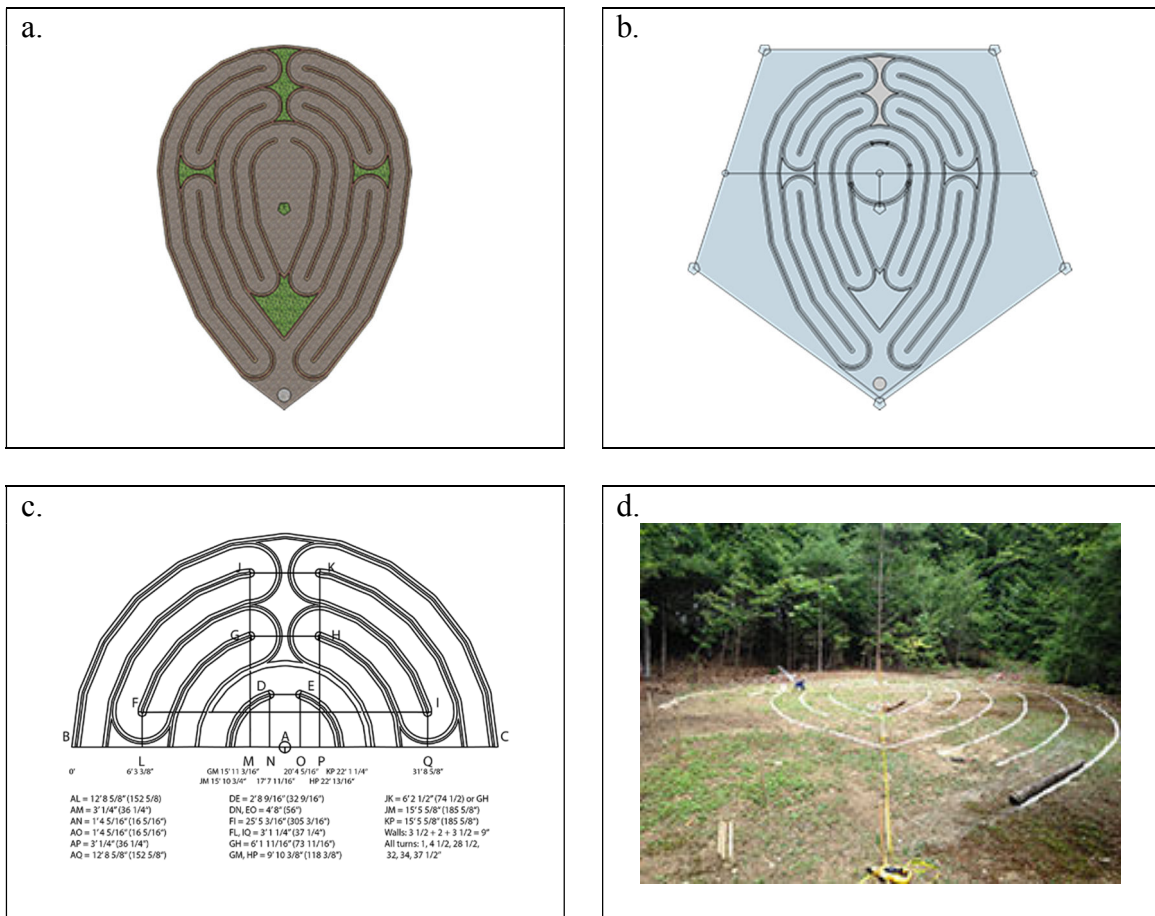 a.
b.
c.
J K
G H
D E
F I
B A C
L M N O P Q
0' 6'3 3/8" GM 15' 11 3/16" 20'4 5/16" KP 22' 1 1/4" 31'8 5/8"
JM 15' 10 3/4" 17'7 11/16" HP 22' 13/16"
AL = 12'8 5/8" (152 5/8)
AM = 3'1/4" (36 1/4")
AN = 1'4 5/16" (16 5/16")
AO = 1'4 5/16" (16 5/16")
AP = 3'1/4" (36 1/4")
AQ = 12'8 5/8" (152 5/8")
DE = 2'8 9/16" (32 9/16")
DN, EO = 4'8" (56")
FI = 25'5 3/16" (305 3/16")
FL, IQ = 3'1 1/4" (37 1/4")
GH = 6'1 11/16" (73 11/16")
GM, HP = 9'10 3/8" (118 3/8")
JK = 6'2 1/2" (74 1/2) or GH
JM = 15'5 5/8" (185 5/8")
KP = 15'5 5/8" (185 5/8")
Walls: 3 1/2 + 2 + 3 1/2 = 9"
All turns: 1, 4 1/2, 28 1/2,
32, 34, 37 1/2"
d.